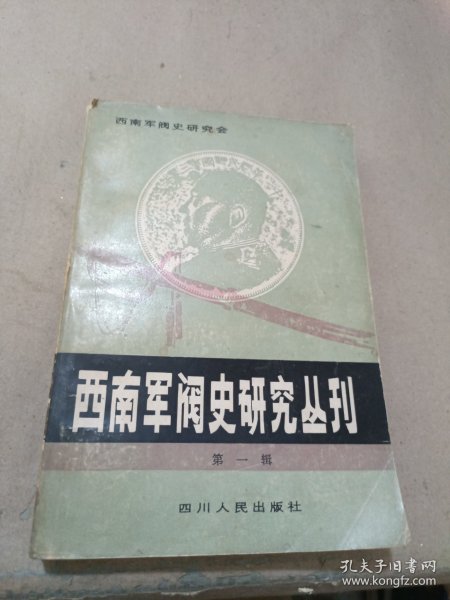 西南军阀史研究会
西南军阀史研究丛刊
第一辑
四川人民出版社
孔夫子旧书网
www.kongfz.com